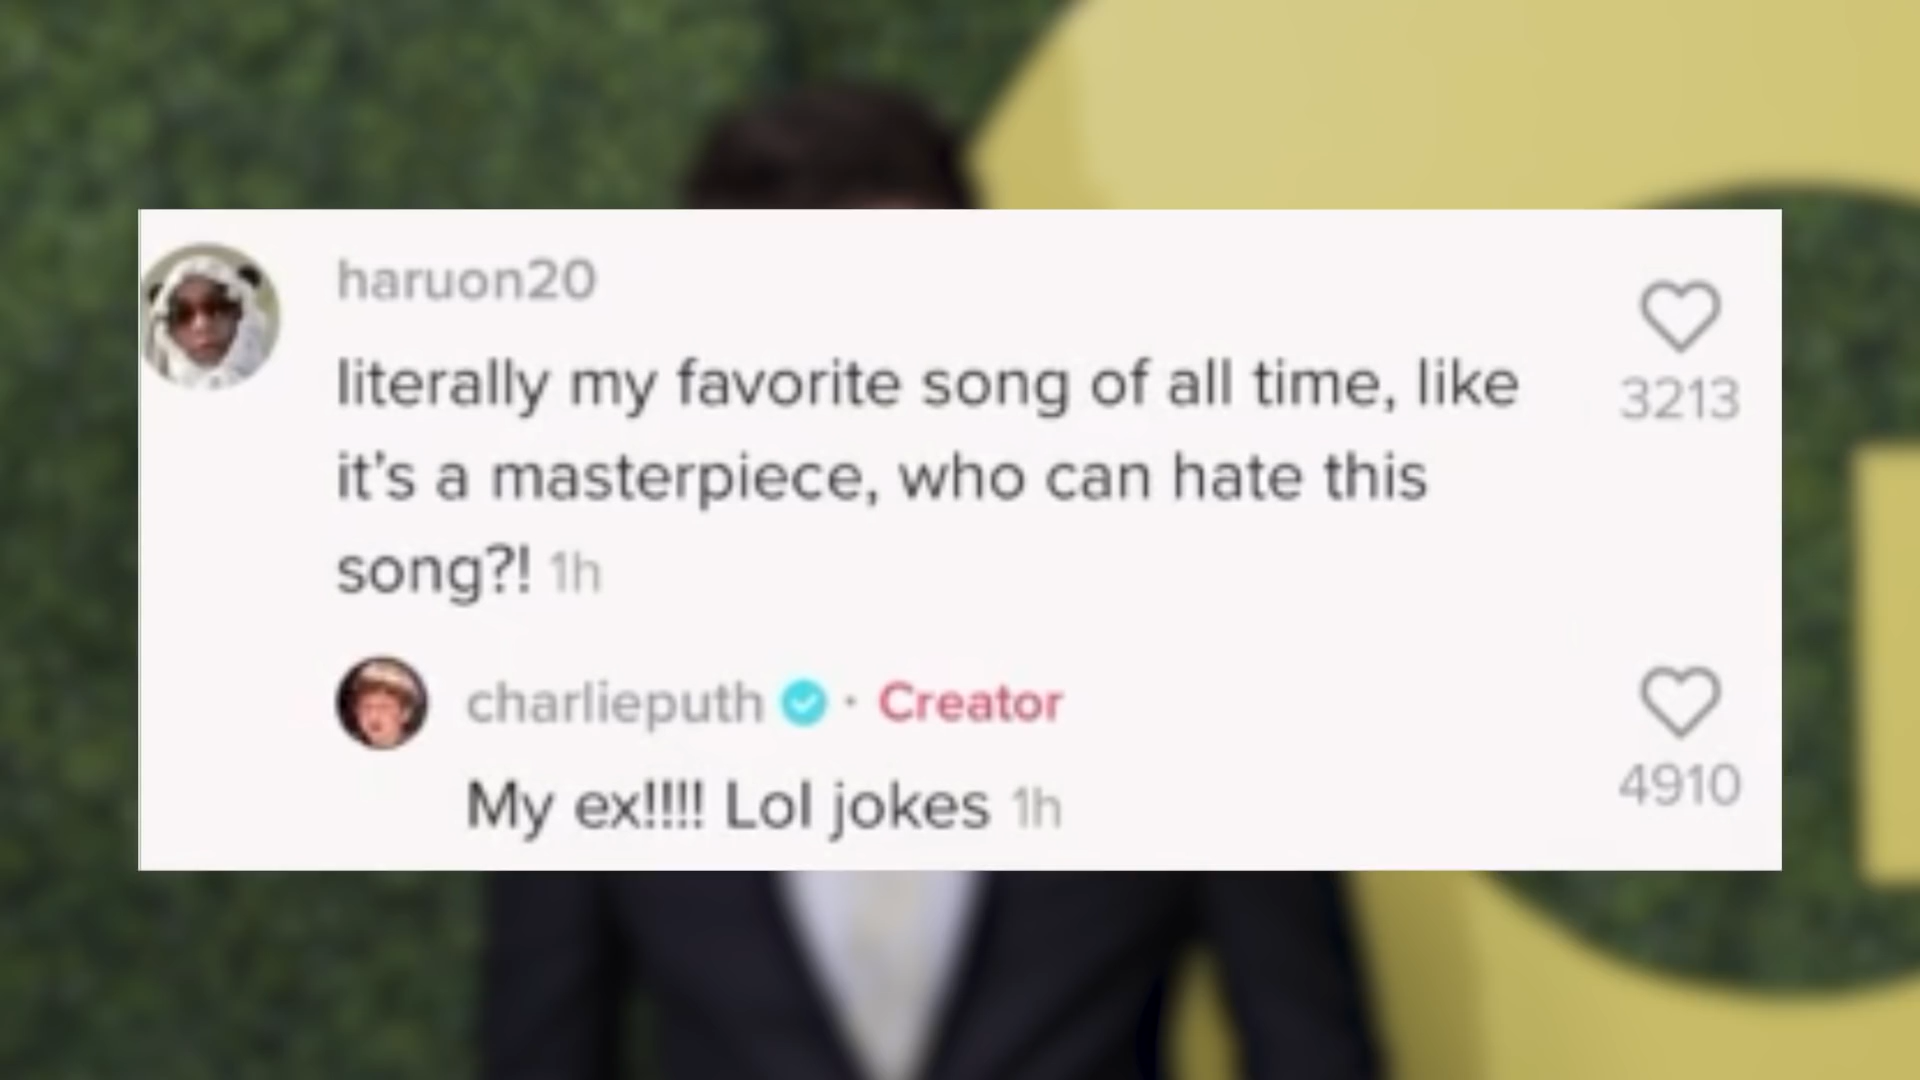 haruon20
literally my favorite song of all time, like
it's a masterpiece, who can hate this
song?! 1h
3213
charlieputh · Creator
My ex!!!! Lol jokes 1h
4910